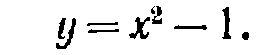 y = x² − 1.